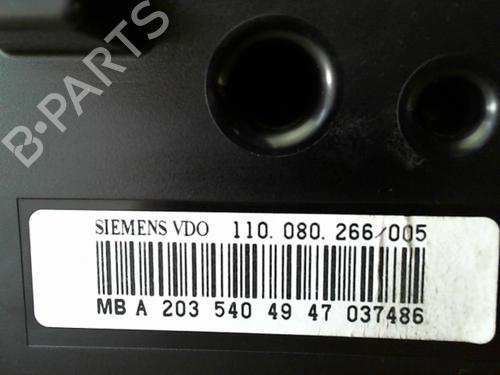 B-PARTS
SIEMENS VDO 110.080.266/005
MB A 203 540 49 47 037486